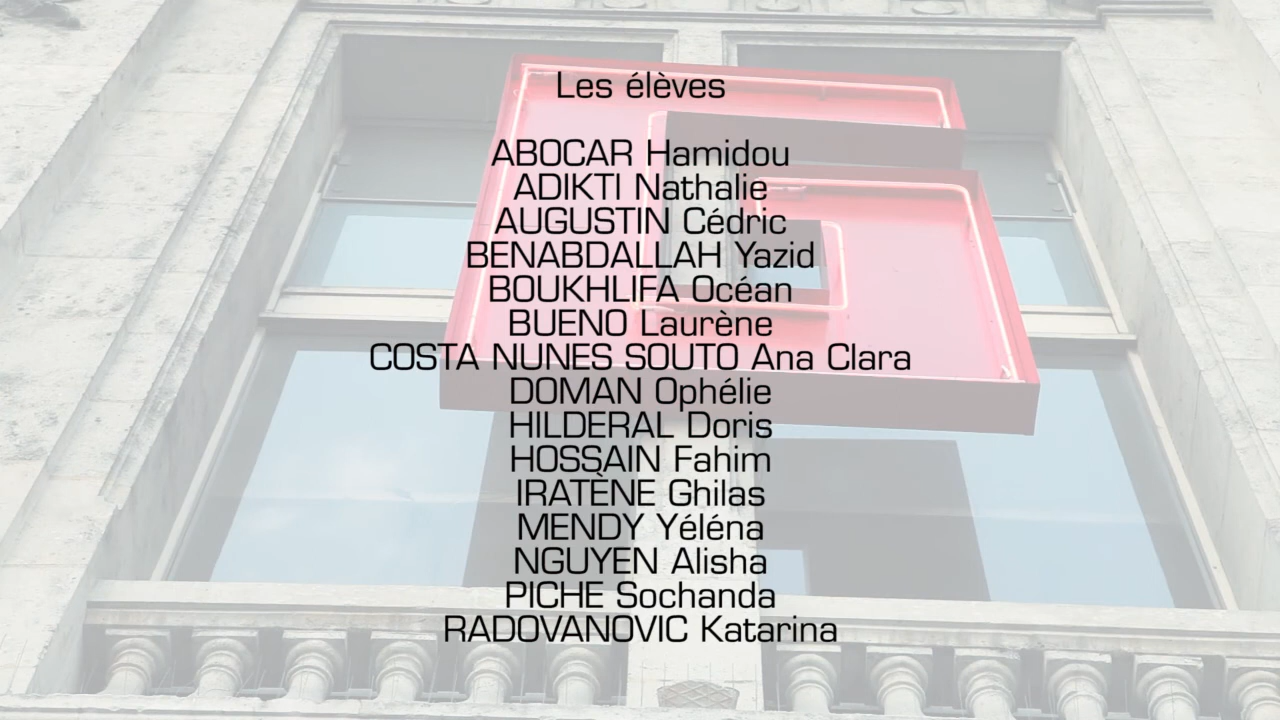 Les élèves
ABOCAR Hamidou
ADIKTI Nathalie
AUGUSTIN Cédric
BENABDALLAH Yazid
BOUKHLIFA Océan
BUENO Laurène
COSTA NUNES SOUTO Ana Clara
DOMAN Ophélie
HILDERAL Doris
HOSSAIN Fahim
IRATÈNE Ghilas
MENDY Yéléna
NGUYEN Alisha
PICHE Sochanda
RADOVANOVIC Katarina